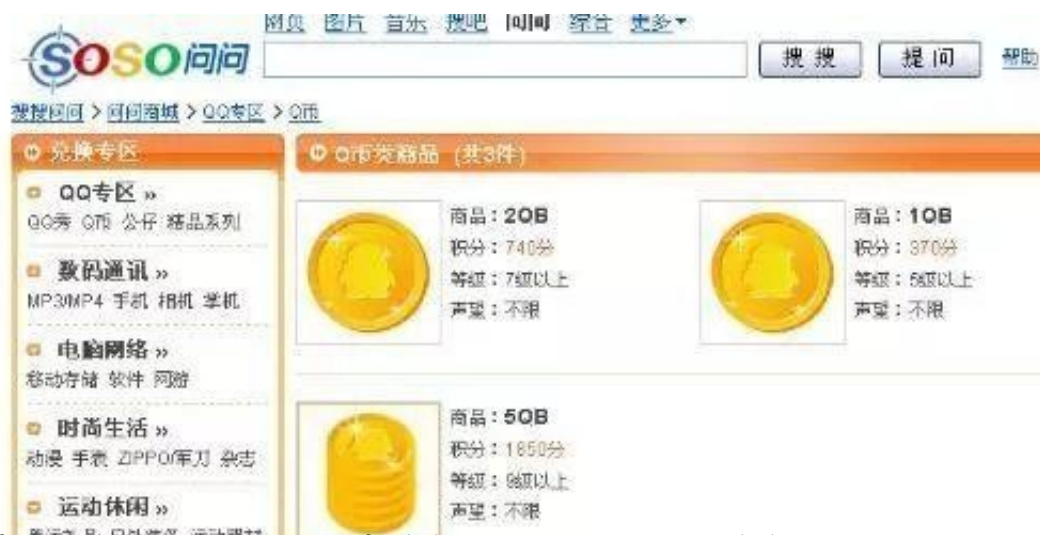 网页 图片 音乐 搜吧 问问 综合 更多
SOSO问问
搜 搜
提 问
帮助
搜搜问问 > 问问商城 > QQ专区 > Q币
兑换专区
QQ专区 »
QQ秀 Q币 公仔 精品系列
数码通讯 »
MP3/MP4 手机 相机 掌机
电脑网络 »
移动存储 软件 网游
时尚生活 »
动漫 手表 ZIPPO/军刀 杂志
运动休闲 »
Q币类商品 (共3件)
商品：2QB
积分：740分
等级：7级以上
声望：不限
商品：1QB
积分：370分
等级：5级以上
声望：不限
商品：5QB
积分：1850分
等级：9级以上
声望：不限